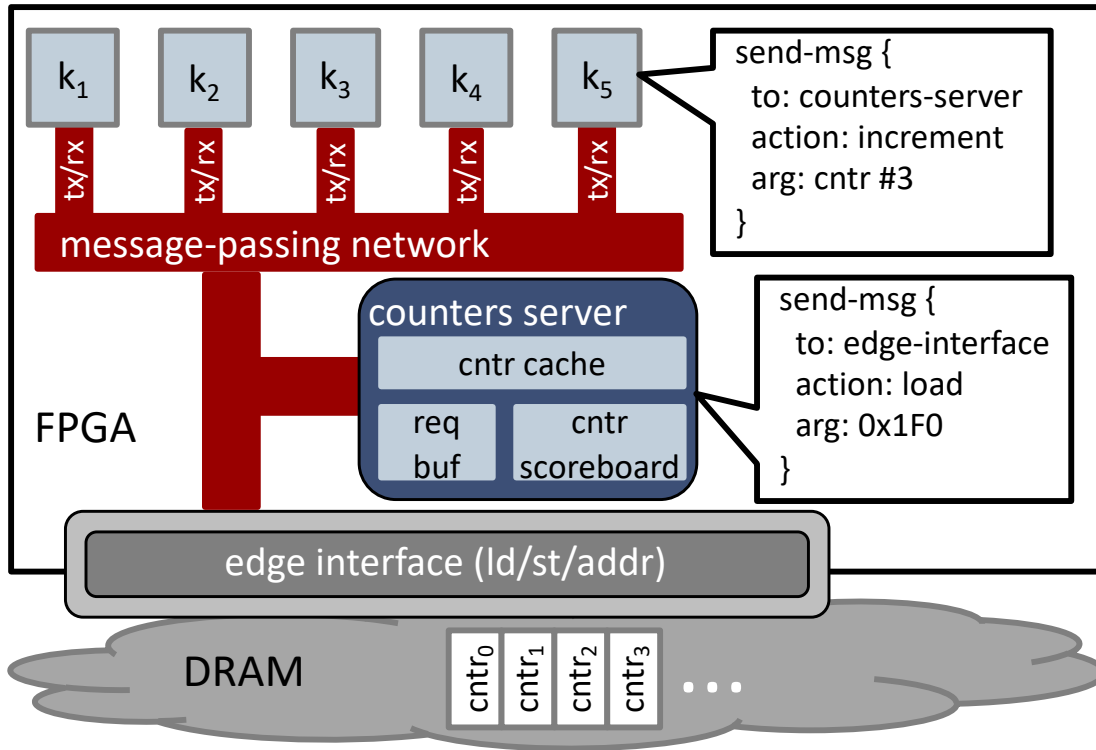 k₁
k₂
k₃
k₄
k₅
send-msg {
to: counters-server
action: increment
arg: cntr #3
}
tx/rx
tx/rx
tx/rx
tx/rx
tx/rx
message-passing network
counters server
cntr cache
req
buf
cntr
scoreboard
send-msg {
to: edge-interface
action: load
arg: 0x1F0
}
FPGA
edge interface (ld/st/addr)
DRAM
cntr₀
cntr₁
cntr₂
cntr₃
...